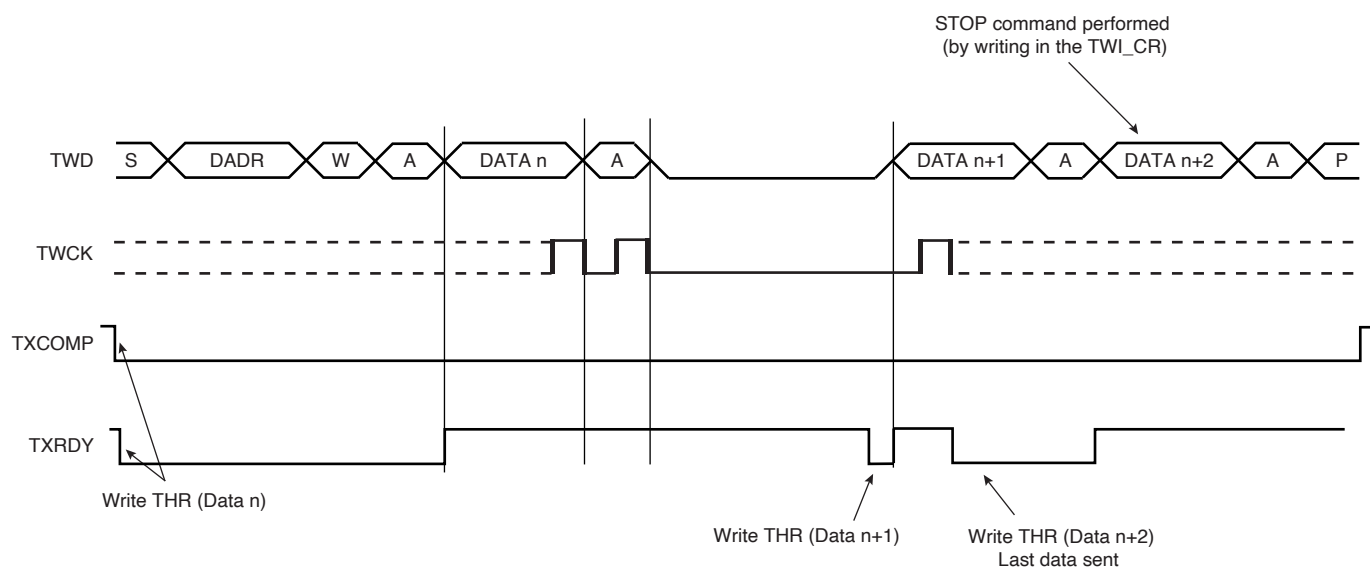 STOP command performed
(by writing in the TWI_CR)
TWD
S
DADR
W
A
DATA n
A
DATA n+1
A
DATA n+2
A
P
TWCK
TXCOMP
TXRDY
Write THR (Data n)
Write THR (Data n+1)
Write THR (Data n+2)
Last data sent